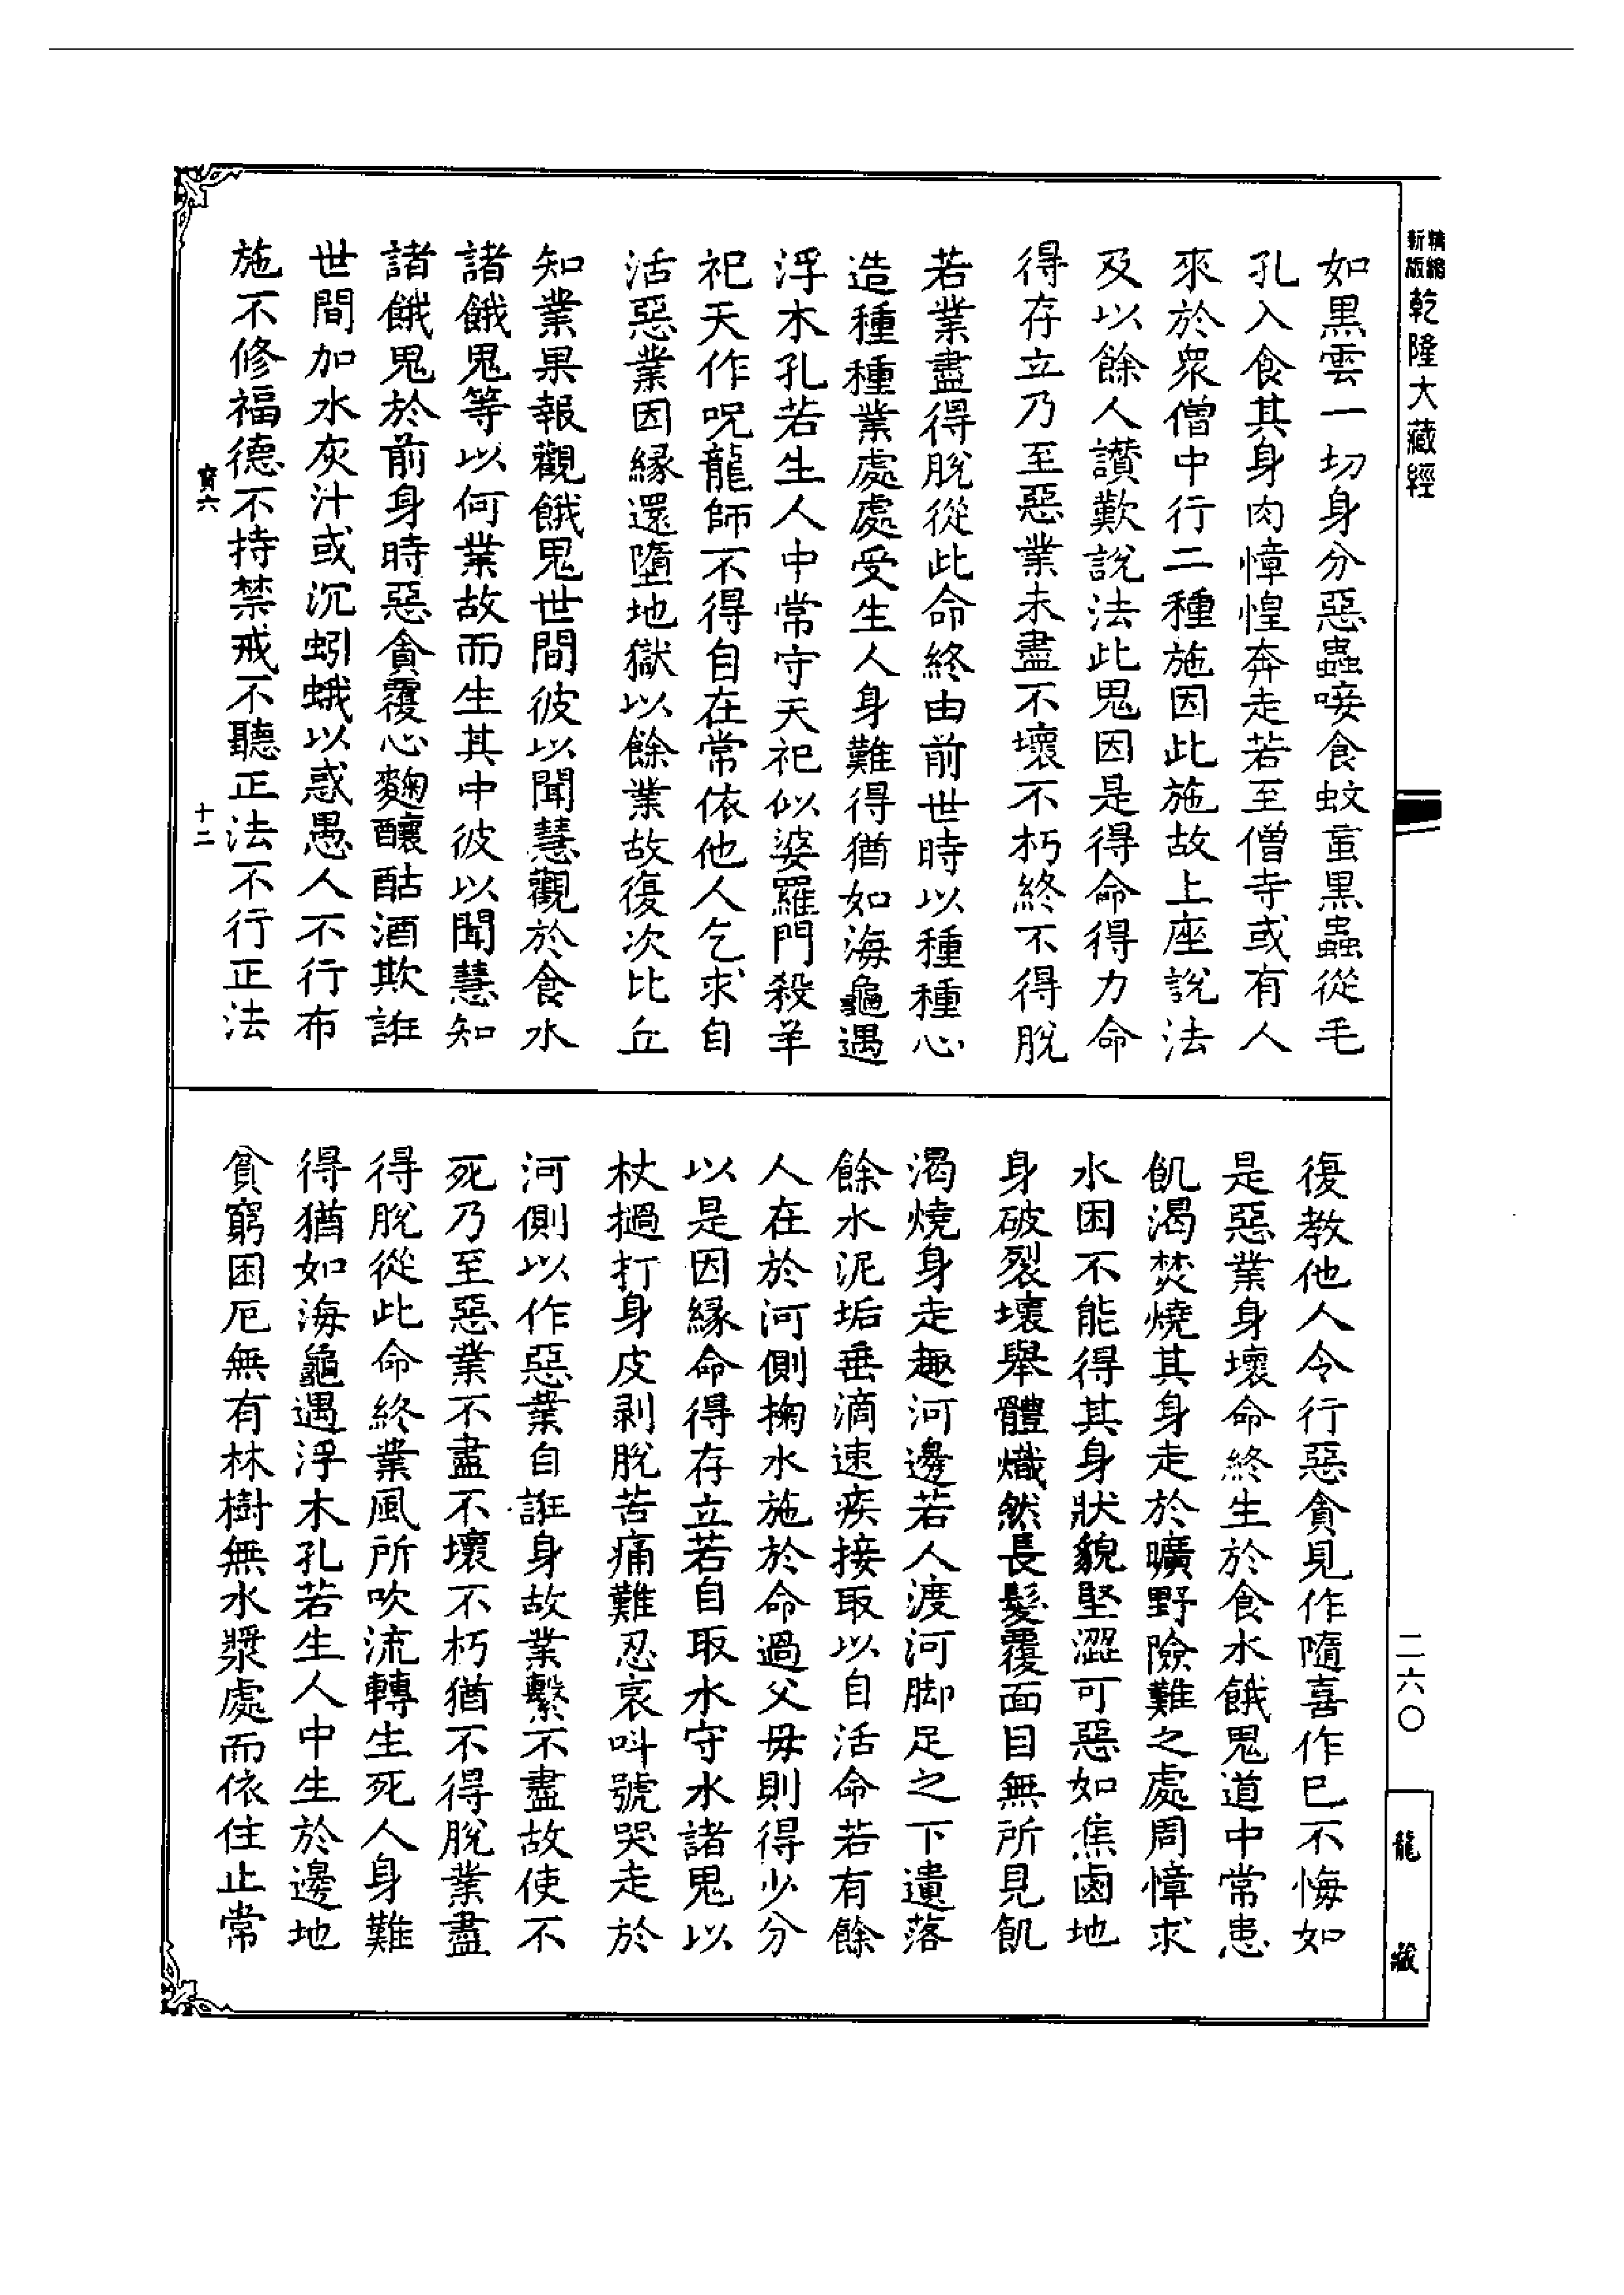 精縮新版 乾隆大藏經
如黑雲一切身分惡蟲唼食蚊䖟黑蟲從毛
孔入食其身肉慞惶奔走若至僧寺或有人
來於眾僧中行二種施因此施故上座說法
及以餘人讚歎說法此鬼因是得命得力命
得存立乃至惡業未盡不壞不朽終不得脫
若業盡得脫從此命終由前世時以種種心
造種種業處處受生人身難得猶如海龜遇
浮木孔若生人中常守天祀似婆羅門殺羊
祀天作呪龍師不得自在常依他人乞求自
活惡業因緣還墮地獄以餘業故復次比丘
知業果報觀餓鬼世間彼以聞慧觀於食水
諸餓鬼等以何業故而生其中彼以聞慧知
諸餓鬼於前身時惡貪覆心麴釀酤酒欺誑
世間加水灰汁或沉蚓蛾以惑愚人不行布
施不修福德不持禁戒不聽正法不行正法
寶六
十二
復教他人令行惡貪見作隨喜作已不悔如
是惡業身壞命終生於食水餓鬼道中常患
飢渴焚燒其身走於曠野險難之處周慞求
水困不能得其身狀貌堅澀可惡如焦鹵地
身破裂壞舉體熾然長髮覆面目無所見飢
渴燒身走趣河邊若人渡河脚足之下遺落
餘水泥垢垂滴速疾接取以自活命若有餘
人在於河側掬水施於命過父母則得少分
以是因緣命得存立若自取水守水諸鬼以
杖撾打身皮剥脫苦痛難忍哀叫號哭走於
河側以作惡業自誑身故業繫不盡故使不
死乃至惡業不盡不壞不朽猶不得脫業盡
得脫從此命終業風所吹流轉生死人身難
得猶如海龜遇浮木孔若生人中生於邊地
貧窮困厄無有林樹無水漿處而依住止常
二六〇
龍藏